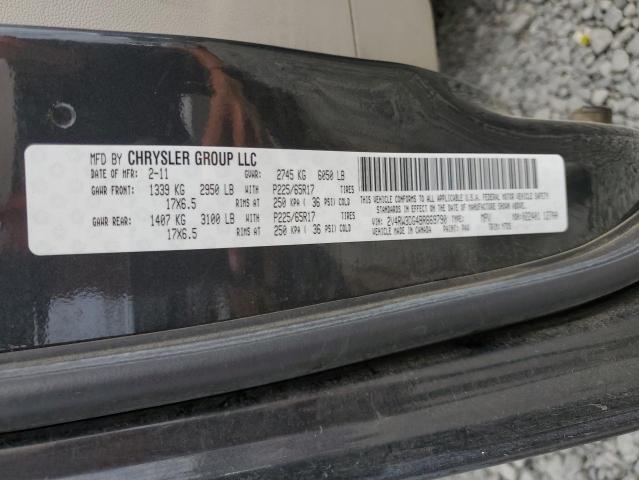 MFD BY CHRYSLER GROUP LLC
DATE OF MFR: 2-11 GVWR: 2745 KG 6050 LB
GAWR FRONT: 1339 KG 2950 LB WITH P225/65R17 TIRES
17X6.5 RIMS AT 250 KPA ( 36 PSI) COLD
GAWR REAR: 1407 KG 3100 LB WITH P225/65R17 TIRES
17X6.5 RIMS AT 250 KPA ( 36 PSI) COLD
THIS VEHICLE CONFORMS TO ALL APPLICABLE U.S.A. FEDERAL MOTOR VEHICLE SAFETY
STANDARDS IN EFFECT ON THE DATE OF MANUFACTURE SHOWN ABOVE.
VIN: TYPE: MPV MDH:
VEHICLE MADE IN CANADA PAINT: TRIM: